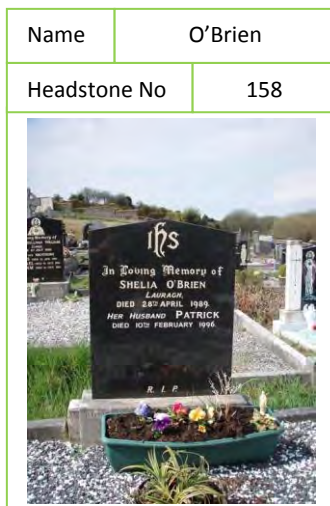 Name O'Brien
Headstone No 158
IHS
In Loving Memory of
SHELIA O'BRIEN
LAURAGH,
DIED 28TH APRIL 1989.
HER HUSBAND PATRICK
DIED 10TH FEBRUARY 1996.
R.I.P.